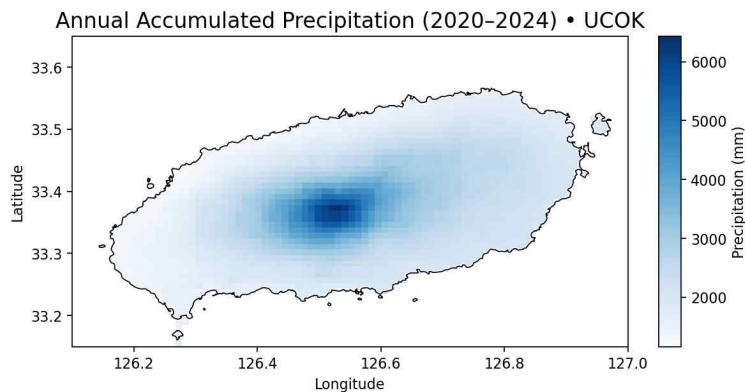 Annual Accumulated Precipitation (2020–2024) • UCOK
33.6
33.5
33.4
33.3
33.2
Latitude
126.2 126.4 126.6 126.8 127.0
Longitude
6000
5000
4000
3000
2000
Precipitation (mm)